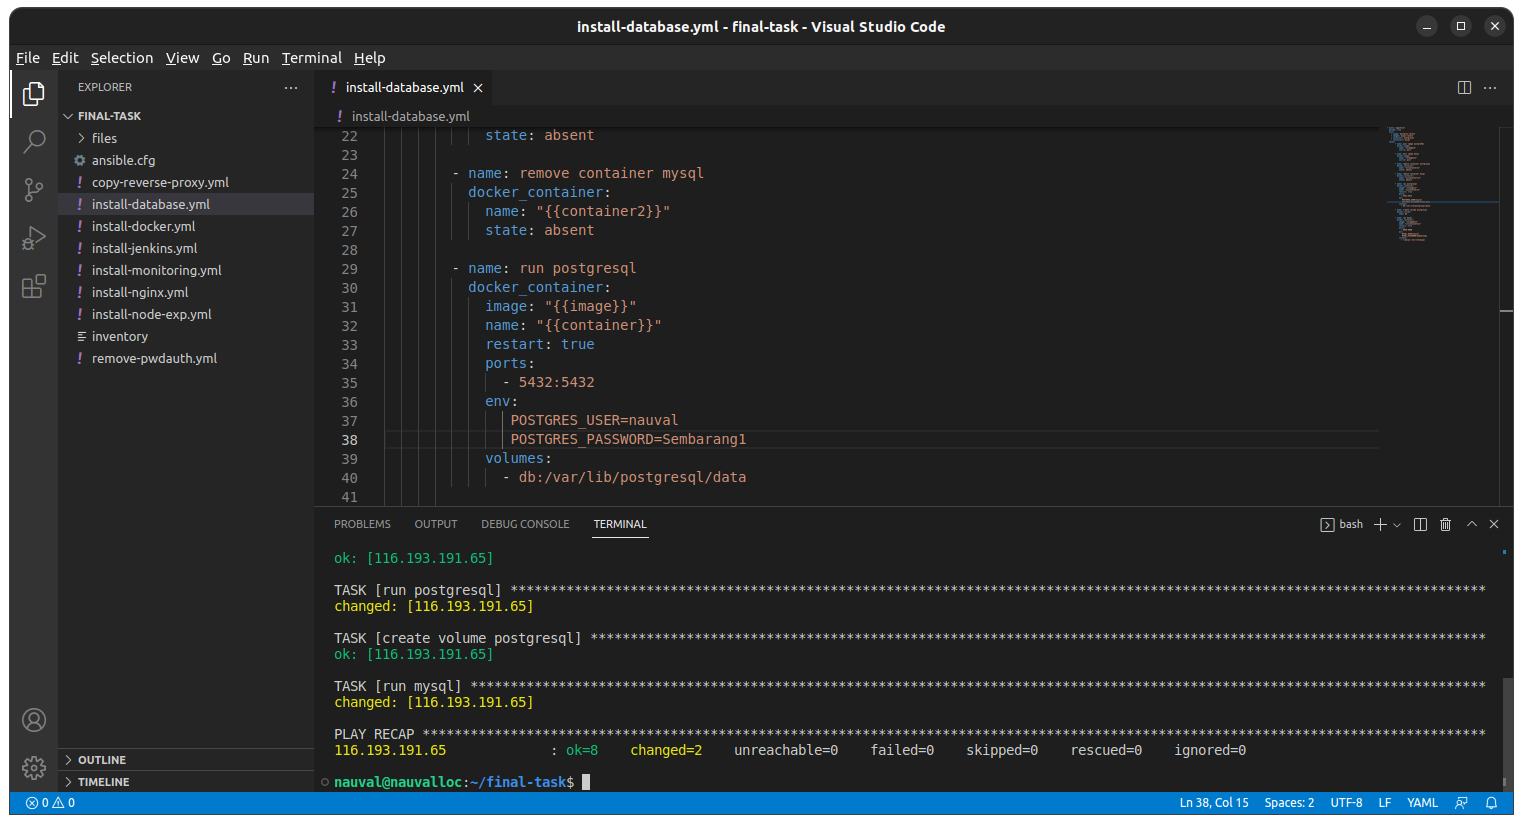 install-database.yml - final-task - Visual Studio Code
File Edit Selection View Go Run Terminal Help
EXPLORER
FINAL-TASK
files
ansible.cfg
copy-reverse-proxy.yml
install-database.yml
install-docker.yml
install-jenkins.yml
install-monitoring.yml
install-nginx.yml
install-node-exp.yml
inventory
remove-pwdauth.yml
OUTLINE
TIMELINE
! install-database.yml
! install-database.yml
22 state: absent
23
24 - name: remove container mysql
25 docker_container:
26 name: "{{container2}}"
27 state: absent
28
29 - name: run postgresql
30 docker_container:
31 image: "{{image}}"
32 name: "{{container}}"
33 restart: true
34 ports:
35 - 5432:5432
36 env:
37 POSTGRES_USER=nauval
38 POSTGRES_PASSWORD=Sembarang1
39 volumes:
40 - db:/var/lib/postgresql/data
41
PROBLEMS OUTPUT DEBUG CONSOLE TERMINAL
bash
ok: [116.193.191.65]
TASK [run postgresql] **************************************************************************************************************************
changed: [116.193.191.65]
TASK [create volume postgresql] ****************************************************************************************************************
ok: [116.193.191.65]
TASK [run mysql] *******************************************************************************************************************************
changed: [116.193.191.65]
PLAY RECAP *************************************************************************************************************************************
116.193.191.65 : ok=8 changed=2 unreachable=0 failed=0 skipped=0 rescued=0 ignored=0
nauval@nauvalloc:~/final-task$
0 0
Ln 38, Col 15 Spaces: 2 UTF-8 LF YAML